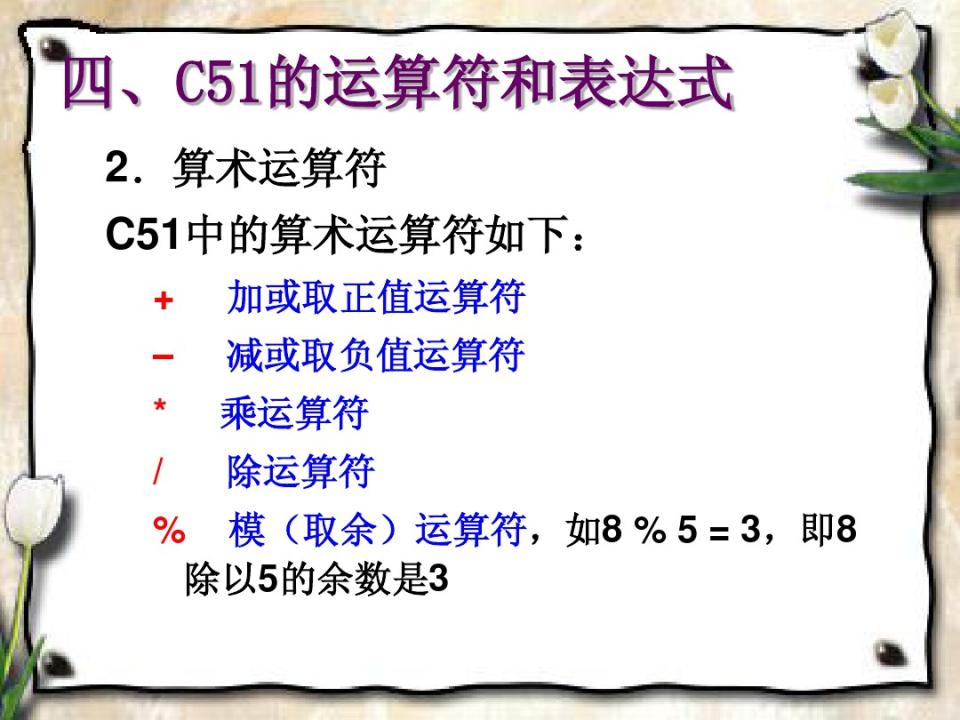 四、C51的运算符和表达式
2．算术运算符
C51中的算术运算符如下：
+ 加或取正值运算符
– 减或取负值运算符
* 乘运算符
/ 除运算符
% 模（取余）运算符，如8 % 5 = 3，即8
除以5的余数是3